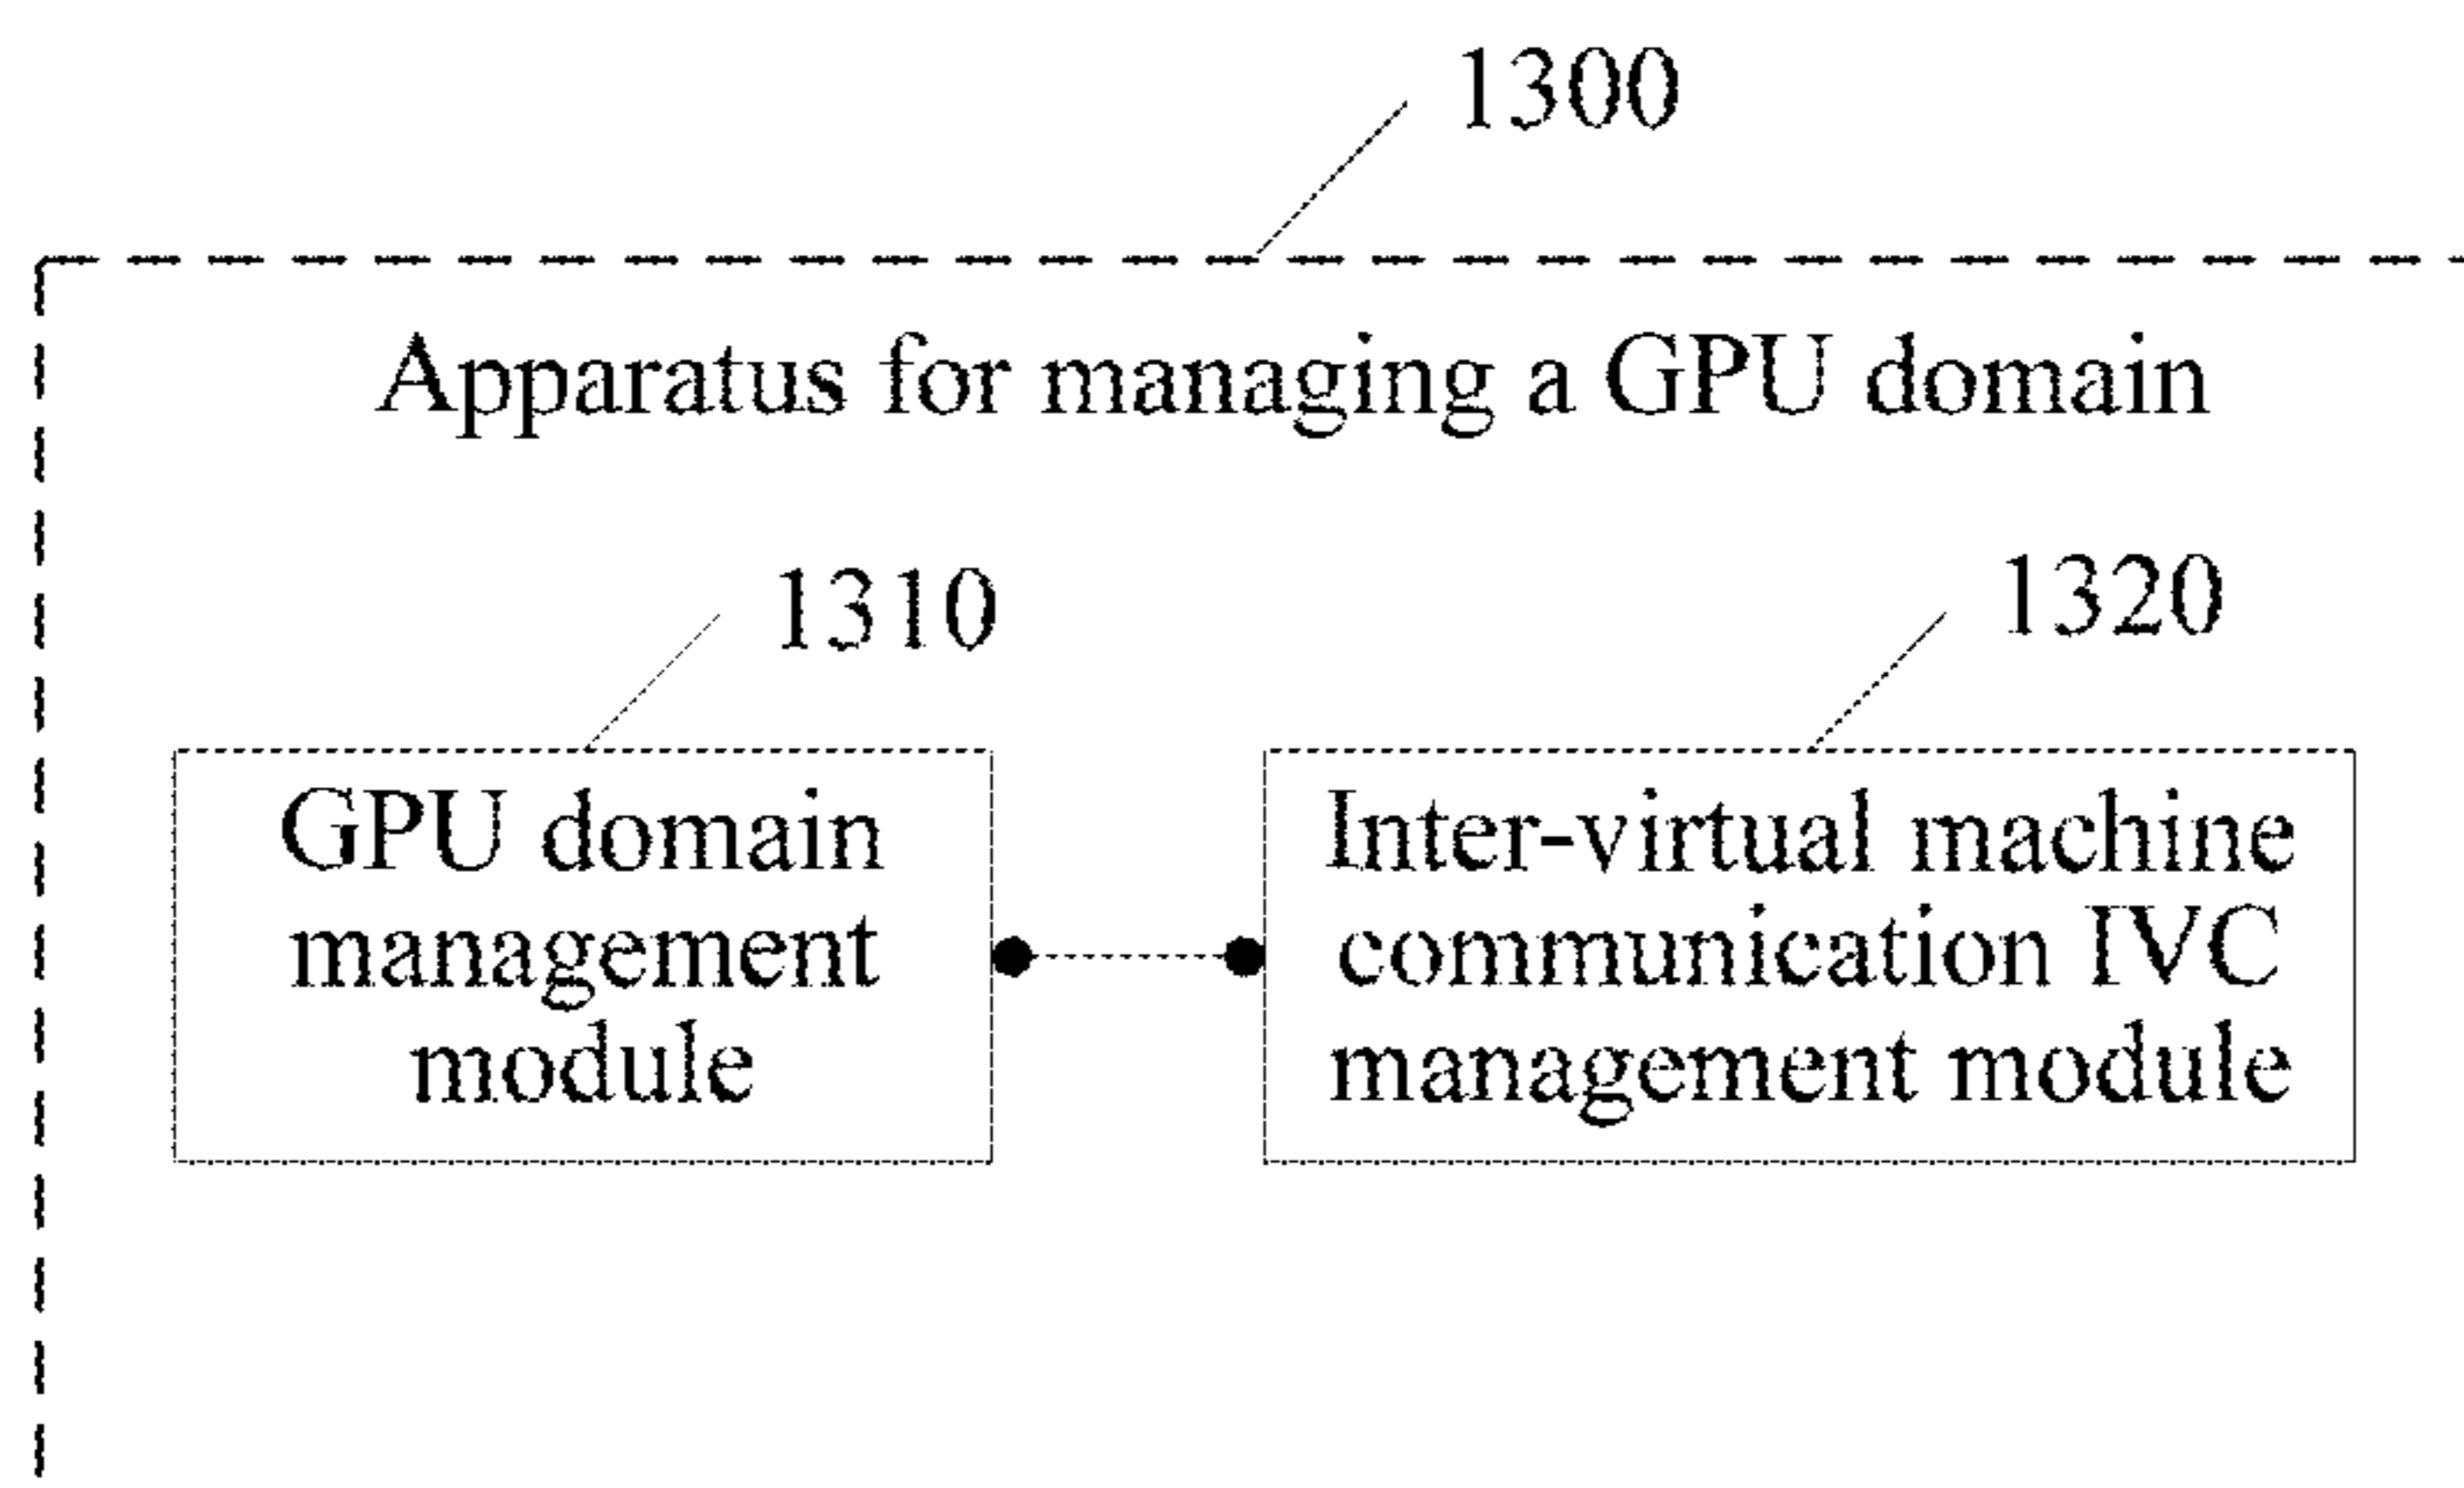 1300
Apparatus for managing a GPU domain
1310
1320
GPU domain
management
module
Inter-virtual machine
communication IVC
management module